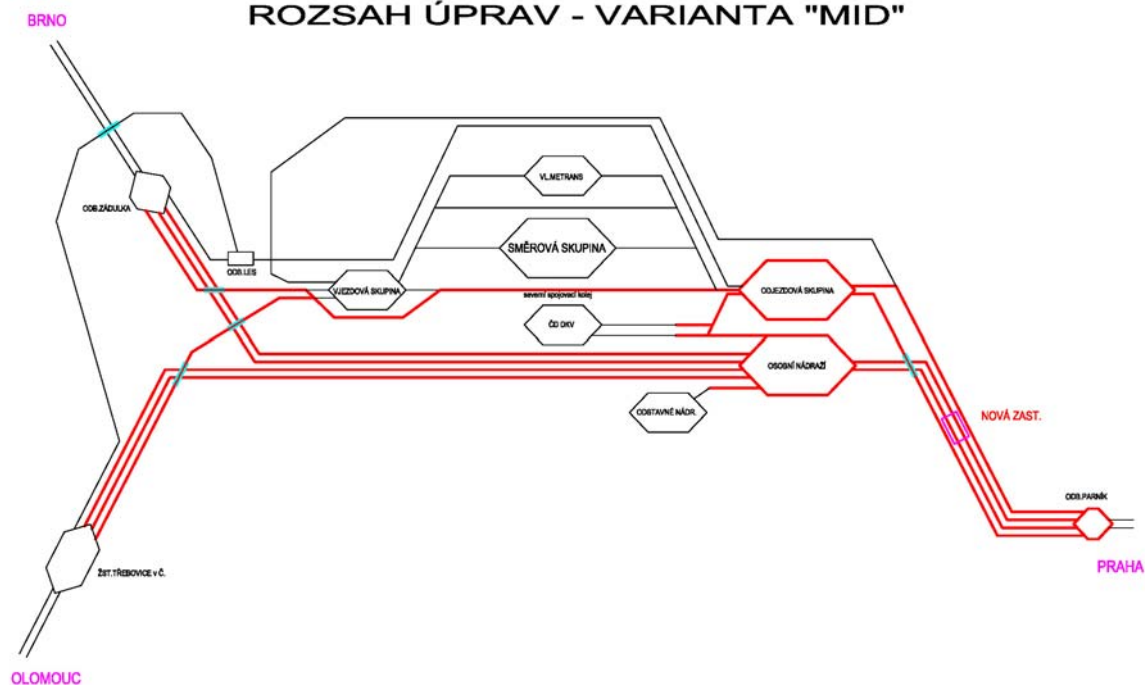 ROZSAH ÚPRAV - VARIANTA "MID"
BRNO
VL.METRANS
ODB.ZÁDULKA
SMĚROVÁ SKUPINA
ODB.LES
VJEZDOVÁ SKUPINA
ODJEZDOVÁ SKUPINA
severní spojovací kolej
ČD DKV
OSOBNÍ NÁDRAŽÍ
ODSTAVNÉ NÁDR.
NOVÁ ZAST.
ODB.PARNÍK
PRAHA
ŽST.TŘEBOVICE v Č.
OLOMOUC